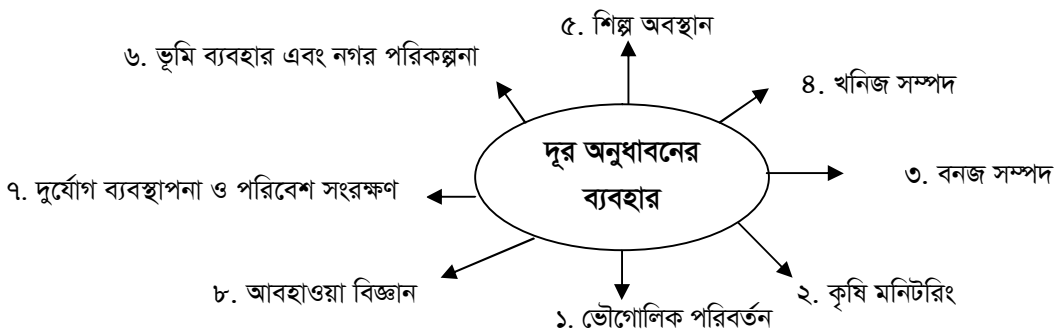 ৫. শিল্প অবস্থান
৬. ভূমি ব্যবহার এবং নগর পরিকল্পনা
৪. খনিজ সম্পদ
দূর অনুধাবনের
ব্যবহার
৩. বনজ সম্পদ
৭. দুর্যোগ ব্যবস্থাপনা ও পরিবেশ সংরক্ষণ
৮. আবহাওয়া বিজ্ঞান
২. কৃষি মনিটরিং
১. ভৌগোলিক পরিবর্তন